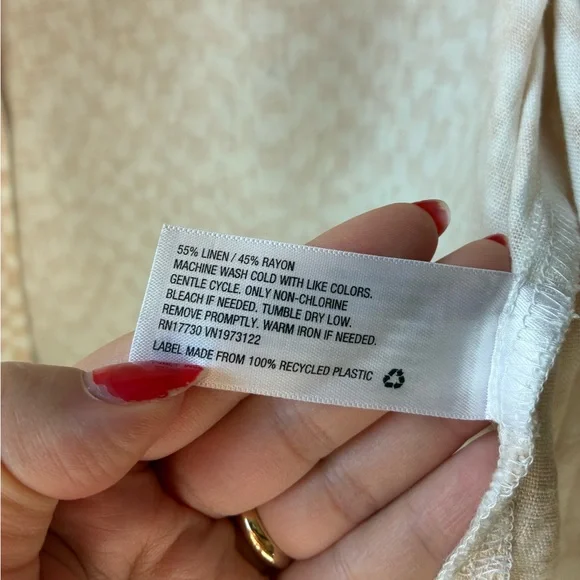 55% LINEN / 45% RAYON
MACHINE WASH COLD WITH LIKE COLORS.
GENTLE CYCLE. ONLY NON-CHLORINE
BLEACH IF NEEDED. TUMBLE DRY LOW.
REMOVE PROMPTLY. WARM IRON IF NEEDED.
RN17730 VN1973122
LABEL MADE FROM 100% RECYCLED PLASTIC